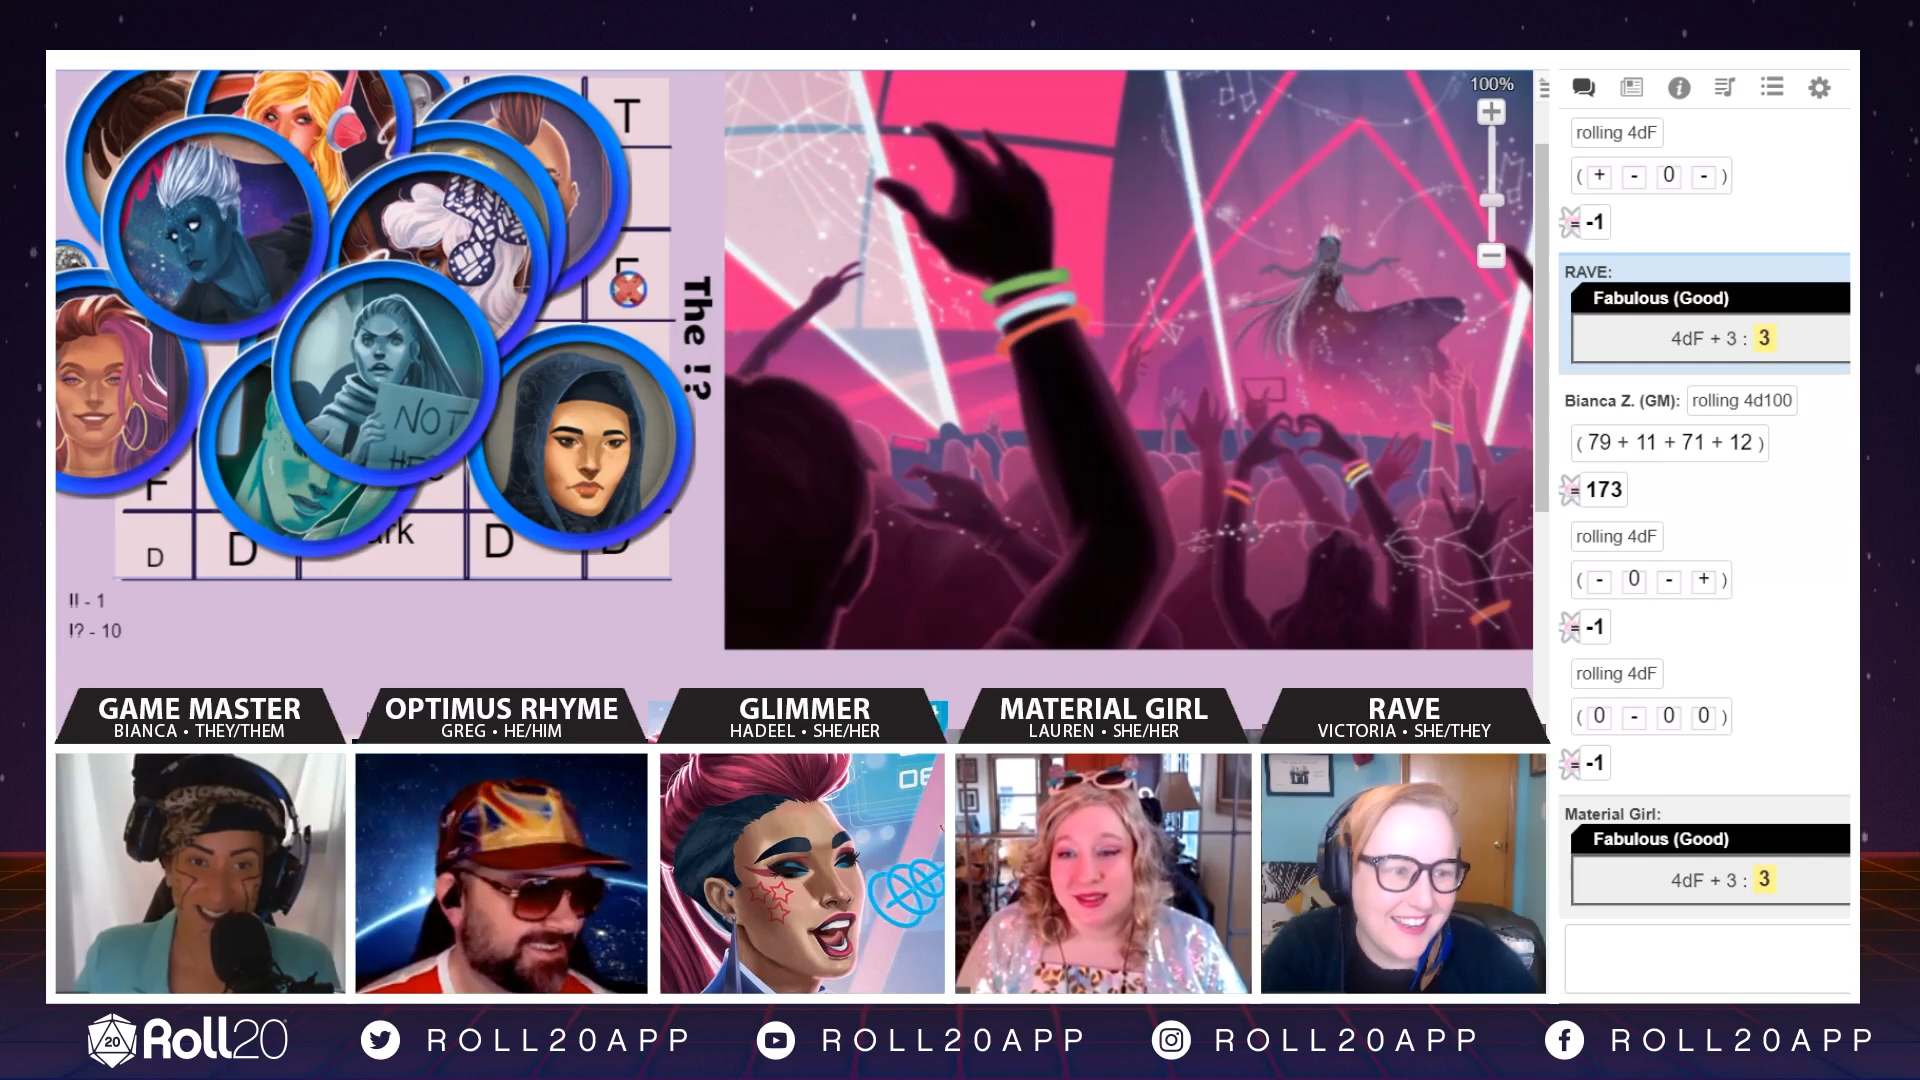 T
F
The !?
NOT
F
D
D
ark
D
D
!! - 1
!? - 10
100%
rolling 4dF
( + - 0 - )
= -1
RAVE:
Fabulous (Good)
4dF + 3 : 3
Bianca Z. (GM): rolling 4d100
( 79 + 11 + 71 + 12 )
= 173
rolling 4dF
( - 0 - + )
= -1
rolling 4dF
( 0 - 0 0 )
= -1
Material Girl:
Fabulous (Good)
4dF + 3 : 3
GAME MASTER
BIANCA • THEY/THEM
OPTIMUS RHYME
GREG • HE/HIM
GLIMMER
HADEEL • SHE/HER
MATERIAL GIRL
LAUREN • SHE/HER
RAVE
VICTORIA • SHE/THEY
06
20 Roll20
ROLL20APP
ROLL20APP
ROLL20APP
ROLL20APP